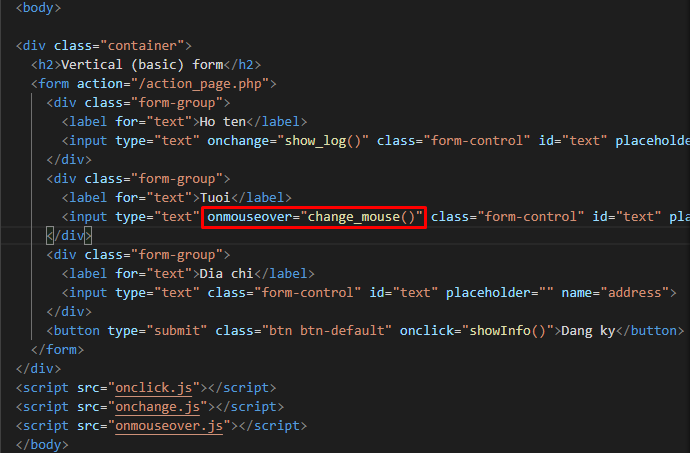 <body>
<div class="container">
<h2>Vertical (basic) form</h2>
<form action="/action_page.php">
<div class="form-group">
<label for="text">Ho ten</label>
<input type="text" onchange="show_log()" class="form-control" id="text" placeholde
</div>
<div class="form-group">
<label for="text">Tuoi</label>
<input type="text" onmouseover="change_mouse()" class="form-control" id="text" pla
</div>
<div class="form-group">
<label for="text">Dia chi</label>
<input type="text" class="form-control" id="text" placeholder="" name="address">
</div>
<button type="submit" class="btn btn-default" onclick="showInfo()">Dang ky</button>
</form>
</div>
<script src="onclick.js"></script>
<script src="onchange.js"></script>
<script src="onmouseover.js"></script>
</body>